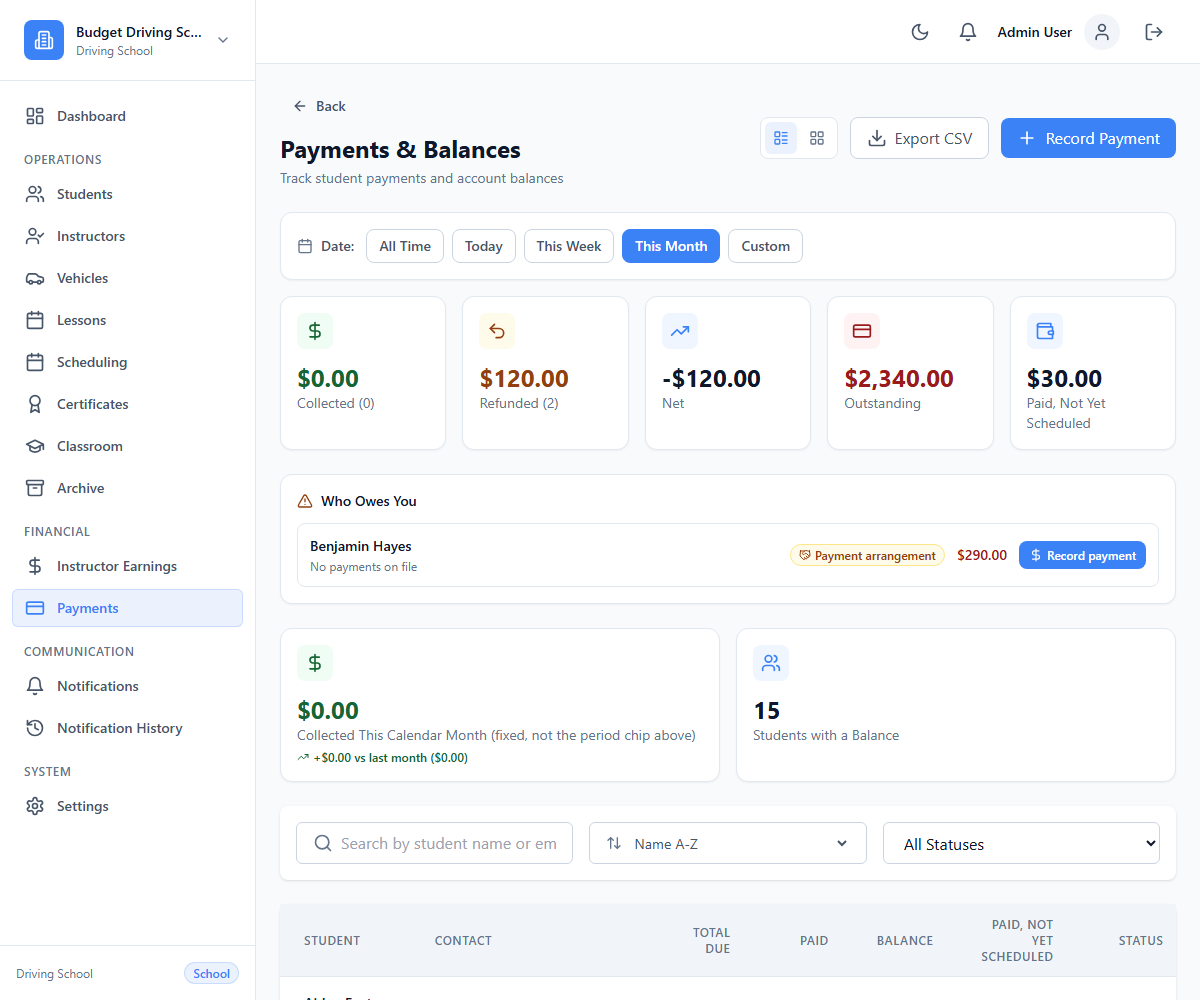 Budget Driving Sc...
Driving School
Admin User
Dashboard
OPERATIONS
Students
Instructors
Vehicles
Lessons
Scheduling
Certificates
Classroom
Archive
FINANCIAL
Instructor Earnings
Payments
COMMUNICATION
Notifications
Notification History
SYSTEM
Settings
Driving School
School
Back
Payments & Balances
Track student payments and account balances
Export CSV
Record Payment
Date:
All Time
Today
This Week
This Month
Custom
$0.00
Collected (0)
$120.00
Refunded (2)
-$120.00
Net
$2,340.00
Outstanding
$30.00
Paid, Not Yet
Scheduled
Who Owes You
Benjamin Hayes
No payments on file
Payment arrangement
$290.00
Record payment
$0.00
Collected This Calendar Month (fixed, not the period chip above)
+$0.00 vs last month ($0.00)
15
Students with a Balance
Search by student name or em
Name A-Z
All Statuses
STUDENT
CONTACT
TOTAL
DUE
PAID
BALANCE
PAID, NOT
YET
SCHEDULED
STATUS